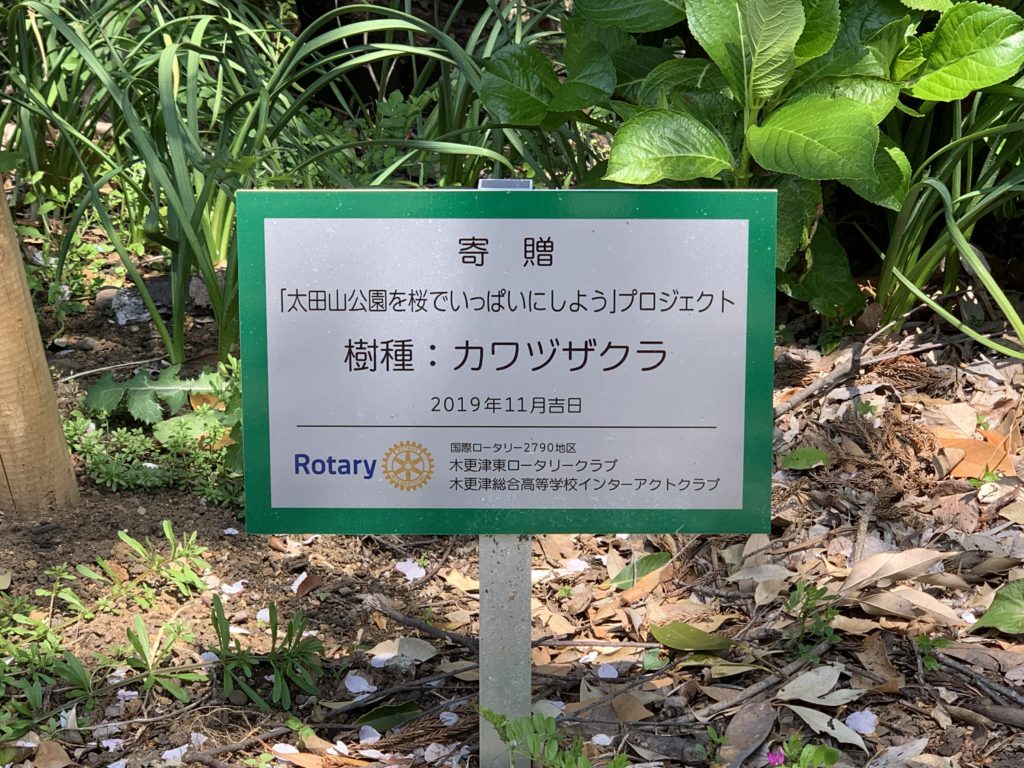 寄 贈
「太田山公園を桜でいっぱいにしよう」プロジェクト
樹種：カワヅザクラ
2019年11月吉日
Rotary
国際ロータリー2790地区
木更津東ロータリークラブ
木更津総合高等学校インターアクトクラブ